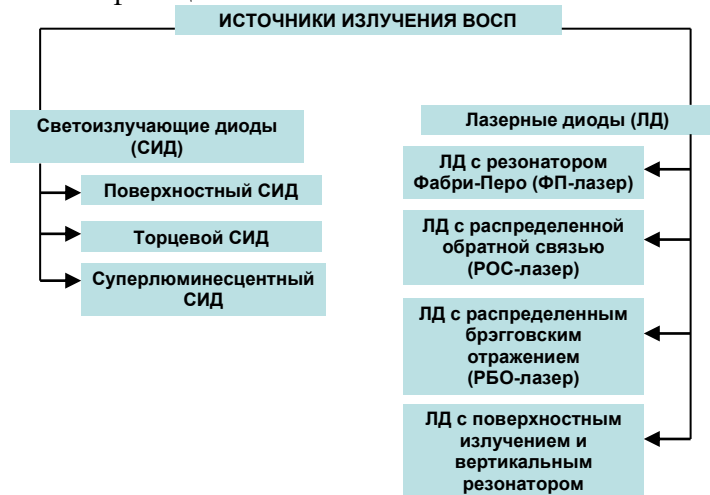 ИСТОЧНИКИ ИЗЛУЧЕНИЯ ВОСП
Светоизлучающие диоды
(СИД)
Поверхностный СИД
Торцевой СИД
Суперлюминесцентный
СИД
Лазерные диоды (ЛД)
ЛД с резонатором
Фабри-Перо (ФП-лазер)
ЛД с распределенной
обратной связью
(РОС-лазер)
ЛД с распределенным
брэгговским
отражением
(РБО-лазер)
ЛД с поверхностным
излучением и
вертикальным
резонатором